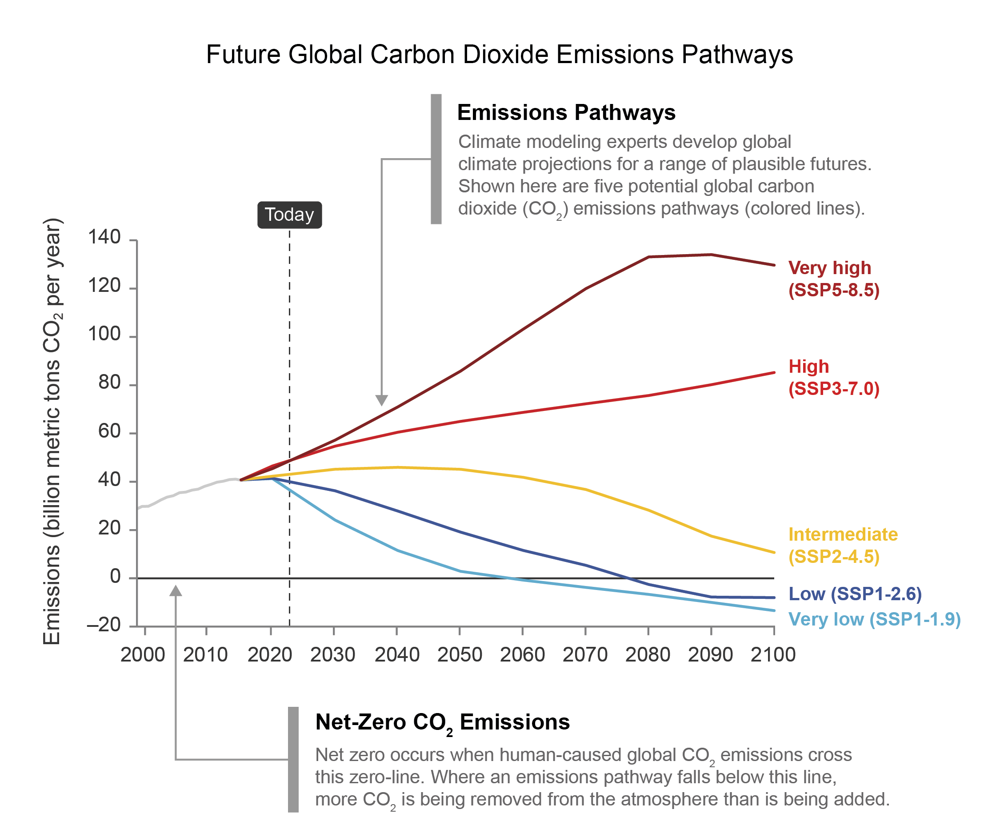 Future Global Carbon Dioxide Emissions Pathways
Emissions Pathways
Climate modeling experts develop global
climate projections for a range of plausible futures.
Shown here are five potential global carbon
dioxide (CO₂) emissions pathways (colored lines).
Today
Emissions (billion metric tons CO₂ per year)
140
120
100
80
60
40
20
0
–20
Very high
(SSP5-8.5)
High
(SSP3-7.0)
Intermediate
(SSP2-4.5)
Low (SSP1-2.6)
Very low (SSP1-1.9)
2000 2010 2020 2030 2040 2050 2060 2070 2080 2090 2100
Net-Zero CO₂ Emissions
Net zero occurs when human-caused global CO₂ emissions cross
this zero-line. Where an emissions pathway falls below this line,
more CO₂ is being removed from the atmosphere than is being added.